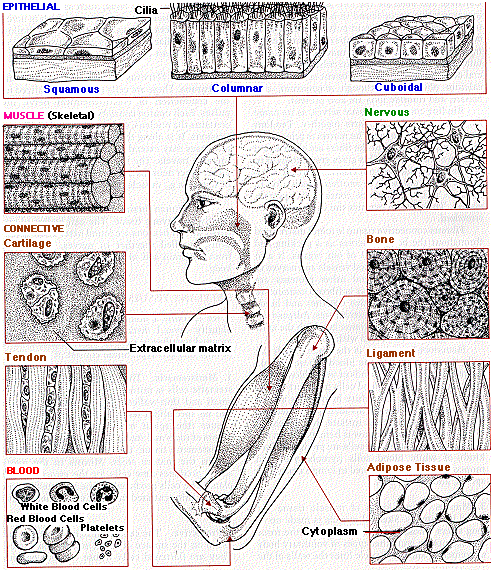 EPITHELIAL
Cilia
Squamous
Columnar
Cuboidal
MUSCLE (Skeletal)
Nervous
CONNECTIVE
Cartilage
Bone
Extracellular matrix
Tendon
Ligament
BLOOD
White Blood Cells
Red Blood Cells
Platelets
Adipose Tissue
Cytoplasm